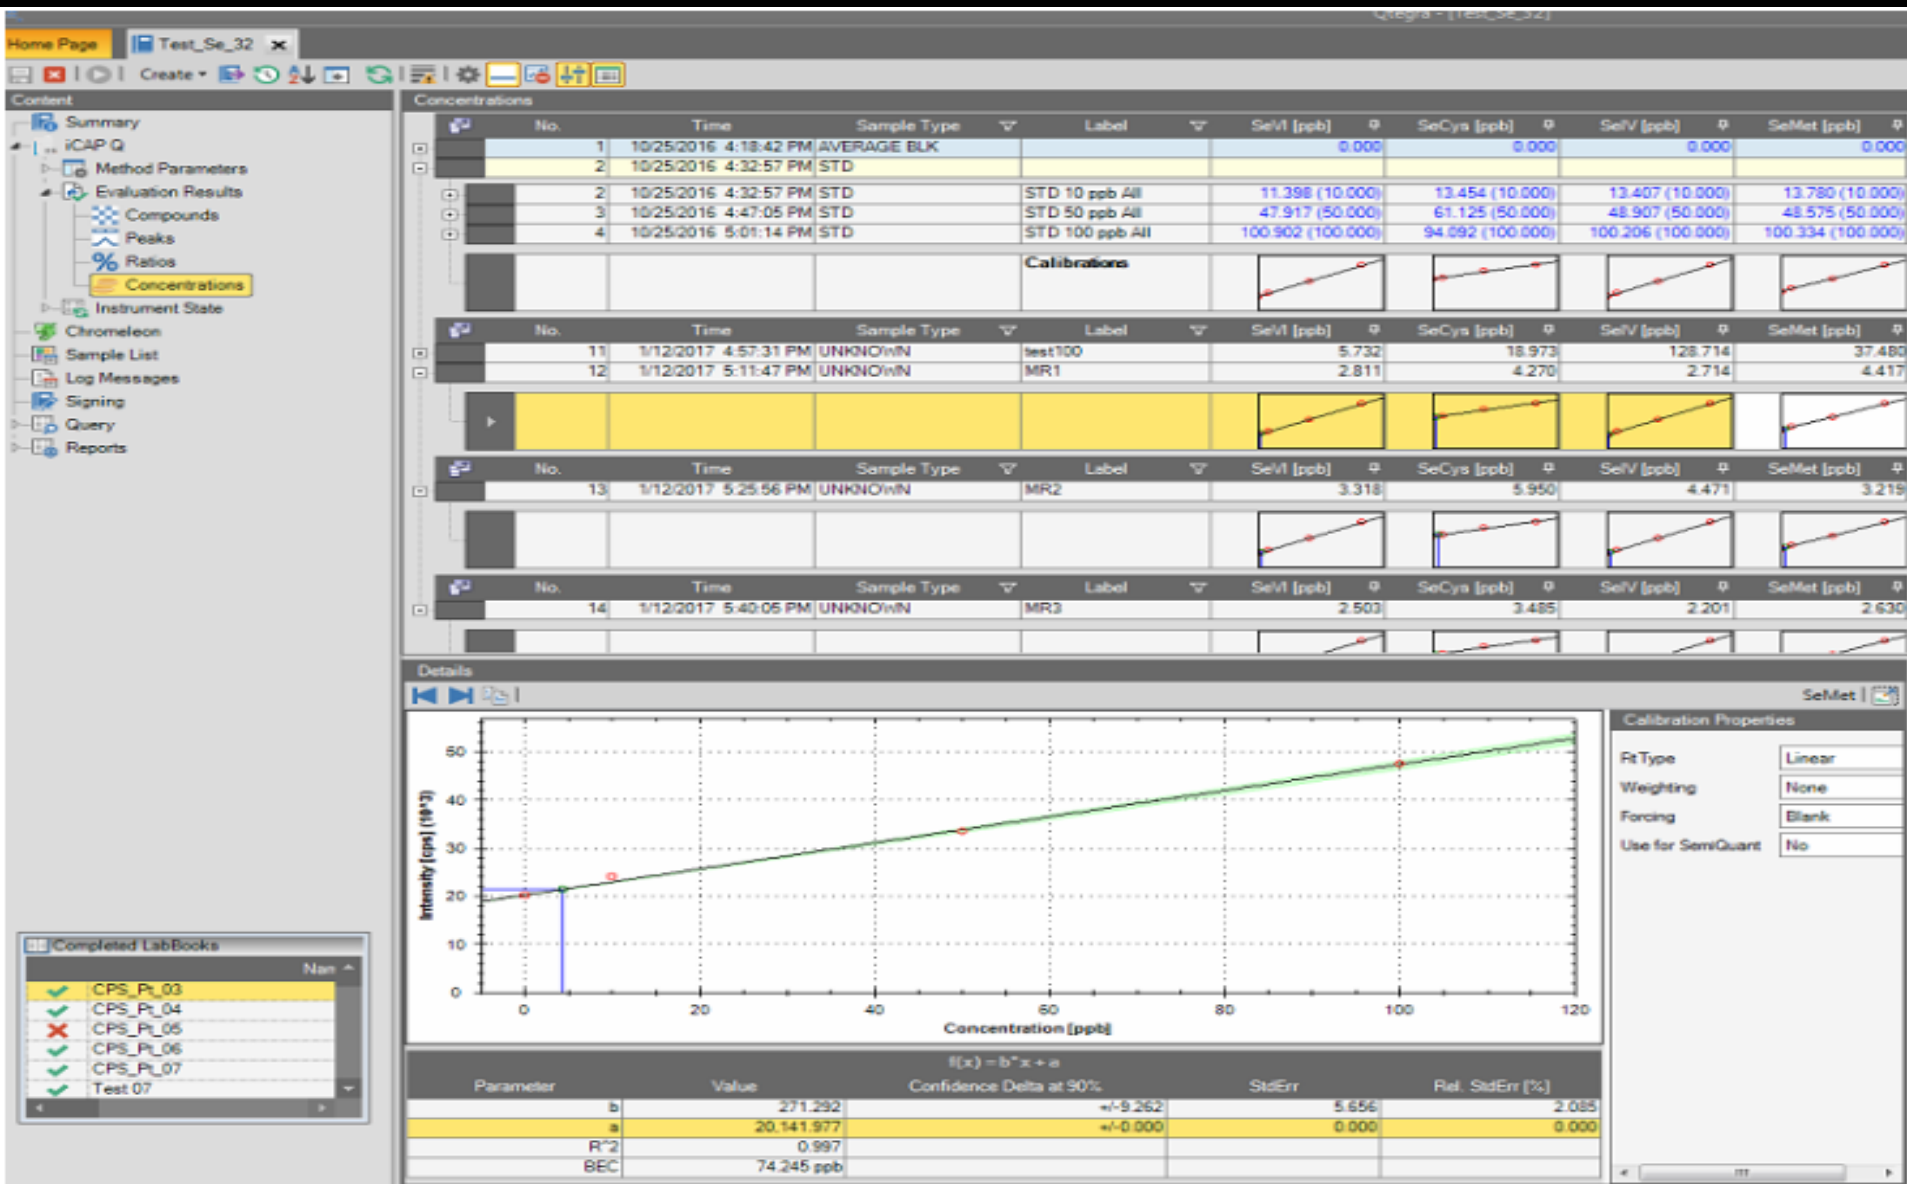 Qtegra - [Test_Se_32]
Home Page Test_Se_32
Create
Content
Summary
iCAP Q
Method Parameters
Evaluation Results
Compounds
Peaks
% Ratios
Concentrations
Instrument State
Chromeleon
Sample List
Log Messages
Signing
Query
Reports
Completed LabBooks
Nan
CPS_Pt_03
CPS_Pt_04
CPS_Pt_05
CPS_Pt_06
CPS_Pt_07
Test 07
Concentrations
No. Time Sample Type Label SeVI [ppb] SeCys [ppb] SeIV [ppb] SeMet [ppb]
1 10/25/2016 4:18:42 PM AVERAGE BLK 0.000 0.000 0.000 0.000
2 10/25/2016 4:32:57 PM STD
2 10/25/2016 4:32:57 PM STD STD 10 ppb All 11.398 (10.000) 13.454 (10.000) 13.407 (10.000) 13.780 (10.000)
3 10/25/2016 4:47:05 PM STD STD 50 ppb All 47.917 (50.000) 61.125 (50.000) 48.907 (50.000) 48.575 (50.000)
4 10/25/2016 5:01:14 PM STD STD 100 ppb All 100.902 (100.000) 94.092 (100.000) 100.206 (100.000) 100.334 (100.000)
Calibrations
No. Time Sample Type Label SeVI [ppb] SeCys [ppb] SeIV [ppb] SeMet [ppb]
11 1/12/2017 4:57:31 PM UNKNOWN test100 5.732 18.973 128.714 37.480
12 1/12/2017 5:11:47 PM UNKNOWN MR1 2.811 4.270 2.714 4.417
No. Time Sample Type Label SeVI [ppb] SeCys [ppb] SeIV [ppb] SeMet [ppb]
13 1/12/2017 5:25:56 PM UNKNOWN MR2 3.318 5.950 4.471 3.219
No. Time Sample Type Label SeVI [ppb] SeCys [ppb] SeIV [ppb] SeMet [ppb]
14 1/12/2017 5:40:05 PM UNKNOWN MR3 2.503 3.485 2.201 2.630
Details
SeMet
50
40
30
20
10
0
Intensity [cps] (10^3)
0 20 40 60 80 100 120
Concentration [ppb]
Calibration Properties
Fit Type Linear
Weighting None
Forcing Blank
Use for SemiQuant No
f(x) = b*x + a
Parameter Value Confidence Delta at 90% StdErr Rel. StdErr [%]
b 271.292 +/-9.262 5.656 2.085
a 20,141.977 +/-0.000 0.000 0.000
R^2 0.997
BEC 74.245 ppb